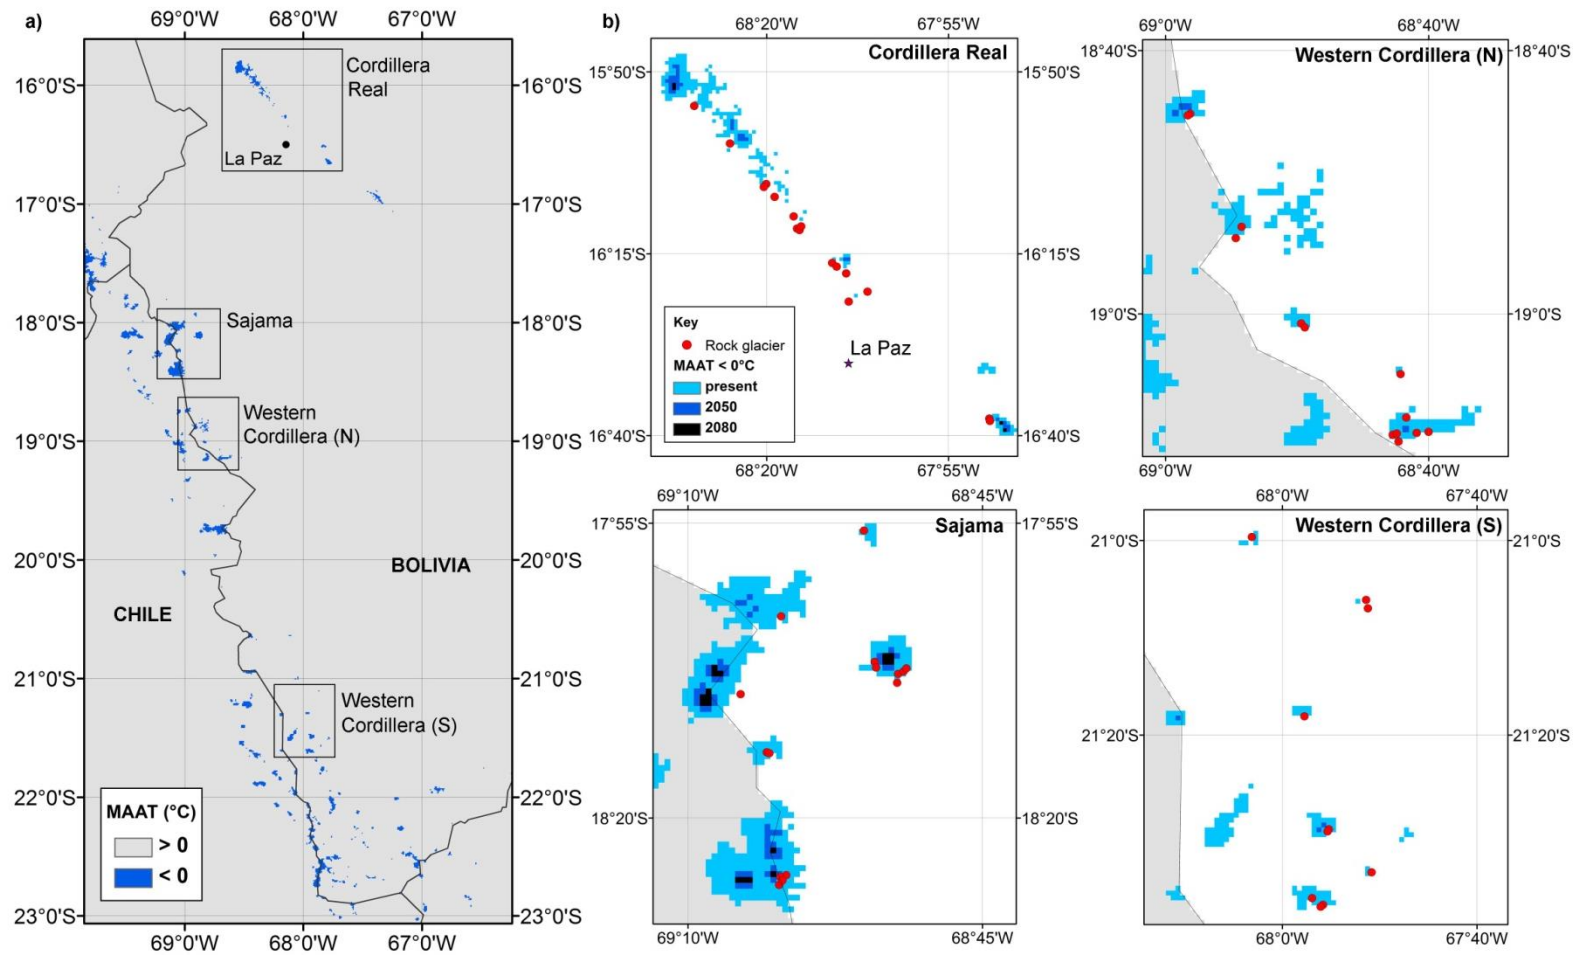 a)
69°0'W 68°0'W 67°0'W
16°0'S
17°0'S
18°0'S
19°0'S
20°0'S
21°0'S
22°0'S
23°0'S
Cordillera
Real
La Paz
Sajama
Western
Cordillera (N)
BOLIVIA
CHILE
Western
Cordillera (S)
MAAT (°C)
> 0
< 0
16°0'S
17°0'S
18°0'S
19°0'S
20°0'S
21°0'S
22°0'S
23°0'S
69°0'W 68°0'W 67°0'W
b)
68°20'W 67°55'W
Cordillera Real
15°50'S
16°15'S
16°40'S
15°50'S
16°15'S
16°40'S
Key
Rock glacier
MAAT < 0°C
present
2050
2080
La Paz
68°20'W 67°55'W
69°0'W 68°40'W
Western Cordillera (N)
18°40'S
19°0'S
18°40'S
19°0'S
69°0'W 68°40'W
69°10'W 68°45'W
Sajama
17°55'S
18°20'S
17°55'S
18°20'S
69°10'W 68°45'W
68°0'W 67°40'W
Western Cordillera (S)
21°0'S
21°20'S
21°0'S
21°20'S
68°0'W 67°40'W